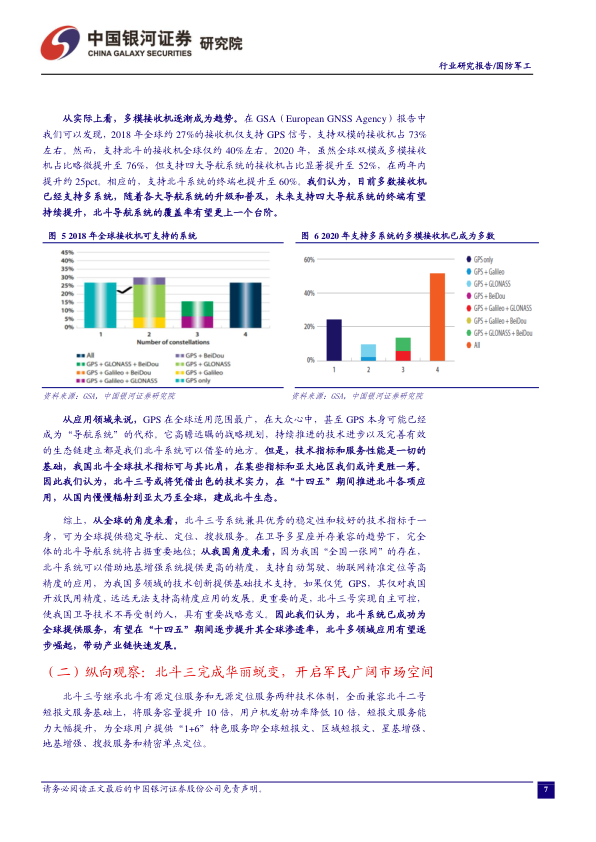 中国银河证券 研究院
CHINA GALAXY SECURITIES
行业研究报告/国防军工
从实际上看，多模接收机逐渐成为趋势。在 GSA（European GNSS Agency）报告中
我们可以发现，2018 年全球约 27%的接收机仅支持 GPS 信号，支持双模的接收机占 73%
左右。然而，支持北斗的接收机全球仅约 40%左右。2020 年，虽然全球双模或多模接收
机占比略微提升至 76%，但支持四大导航系统的接收机占比显著提升至 52%，在两年内
提升约 25pct。相应的，支持北斗系统的终端也提升至 60%。我们认为，目前多数接收机
已经支持多系统，随着各大导航系统的升级和普及，未来支持四大导航系统的终端有望
持续提升，北斗导航系统的覆盖率有望更上一个台阶。
图 5 2018 年全球接收机可支持的系统
45%
40%
35%
30%
25%
20%
15%
10%
5%
0%
1 2 3 4
Number of constellations
All
GPS + GLONASS + BeiDou
GPS + Galileo + BeiDou
GPS + Galileo + GLONASS
GPS + BeiDou
GPS + GLONASS
GPS + Galileo
GPS only
资料来源：GSA，中国银河证券研究院
图 6 2020 年支持多系统的多模接收机已成为多数
60%
40%
20%
0%
1 2 3 4
GPS only
GPS + Galileo
GPS + GLONASS
GPS + BeiDou
GPS + Galileo + GLONASS
GPS + Galileo + BeiDou
GPS + GLONASS + BeiDou
All
资料来源：GSA，中国银河证券研究院
从应用领域来说，GPS 在全球适用范围最广，在大众心中，甚至 GPS 本身可能已经
成为“导航系统”的代称。它高瞻远瞩的战略规划，持续推进的技术进步以及完善有效
的生态链建立都是我们北斗系统可以借鉴的地方。但是，技术指标和服务性能是一切的
基础，我国北斗全球技术指标可与其比肩，在某些指标和亚太地区我们或许更胜一筹。
因此我们认为，北斗三号或将凭借出色的技术实力，在“十四五”期间推进北斗各项应
用，从国内慢慢辐射到亚太乃至全球，建成北斗生态。
综上，从全球的角度来看，北斗三号系统兼具优秀的稳定性和较好的技术指标于一
身，可为全球提供稳定导航、定位、搜救服务。在卫导多星座并存兼容的趋势下，完全
体的北斗导航系统将占据重要地位；从我国角度来看，因为我国“全国一张网”的存在，
北斗系统可以借助地基增强系统提供更高的精度，支持自动驾驶、物联网精准定位等高
精度的应用，为我国多领域的技术创新提供基础技术支持。如果仅凭 GPS，其仅对我国
开放民用精度，远远无法支持高精度应用的发展。更重要的是，北斗三号实现自主可控，
使我国卫导技术不再受制约人，具有重要战略意义。因此我们认为，北斗系统已成功为
全球提供服务，有望在“十四五”期间逐步提升其全球渗透率，北斗多领域应用有望逐
步崛起，带动产业链快速发展。
（二）纵向观察：北斗三完成华丽蜕变，开启军民广阔市场空间
北斗三号继承北斗有源定位服务和无源定位服务两种技术体制，全面兼容北斗二号
短报文服务基础上，将服务容量提升 10 倍，用户机发射功率降低 10 倍，短报文服务能
力大幅提升，为全球用户提供“1+6”特色服务即全球短报文、区域短报文、星基增强、
地基增强、搜救服务和精密单点定位。
请务必阅读正文最后的中国银河证券股份公司免责声明。
7